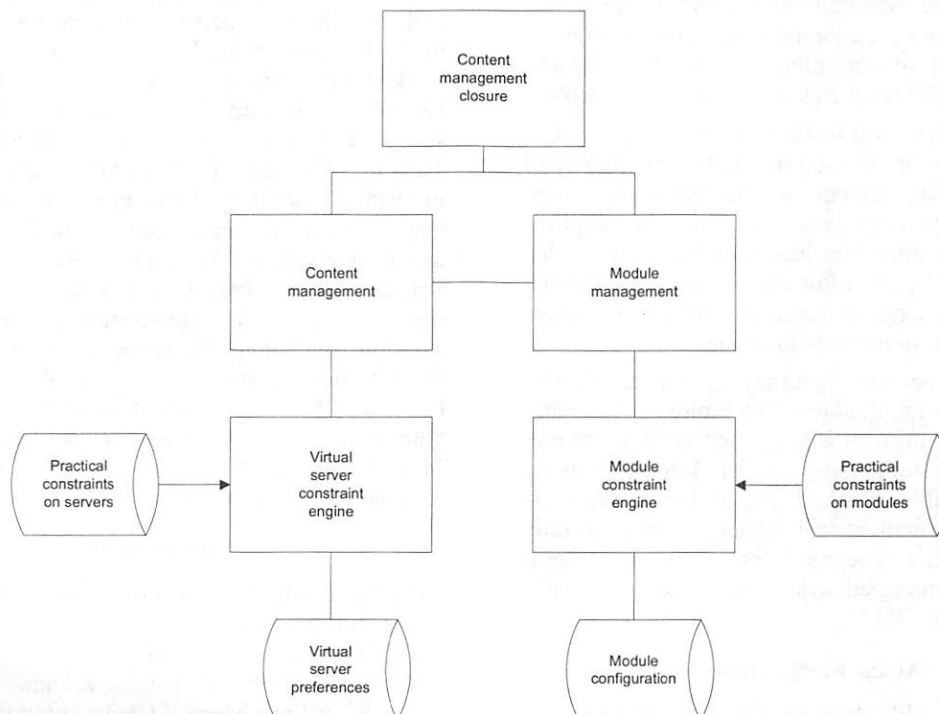 Content
management
closure
Content
management
Module
management
Practical
constraints
on servers
Virtual
server
constraint
engine
Module
constraint
engine
Practical
constraints
on modules
Virtual
server
preferences
Module
configuration